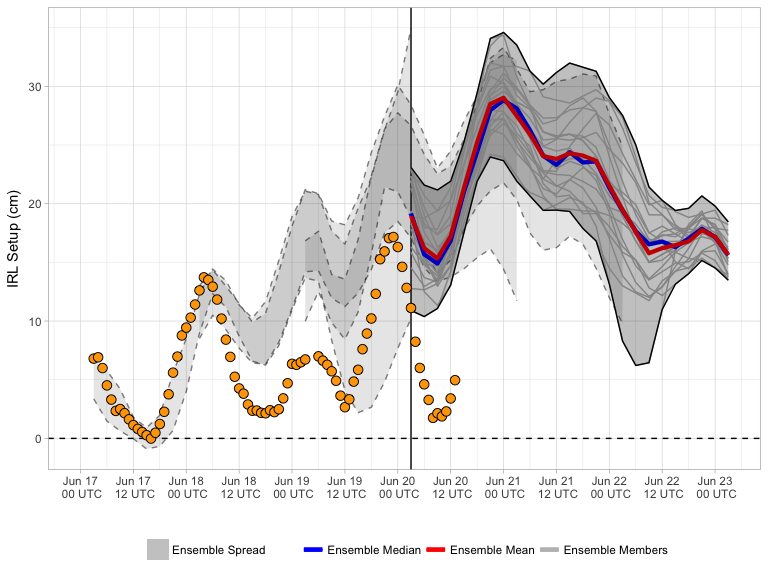 IRL Setup (cm)
30
20
10
0
Jun 17 Jun 17 Jun 18 Jun 18 Jun 19 Jun 19 Jun 20 Jun 20 Jun 21 Jun 21 Jun 22 Jun 22 Jun 23
00 UTC 12 UTC 00 UTC 12 UTC 00 UTC 12 UTC 00 UTC 12 UTC 00 UTC 12 UTC 00 UTC 12 UTC 00 UTC
Ensemble Spread Ensemble Median Ensemble Mean Ensemble Members